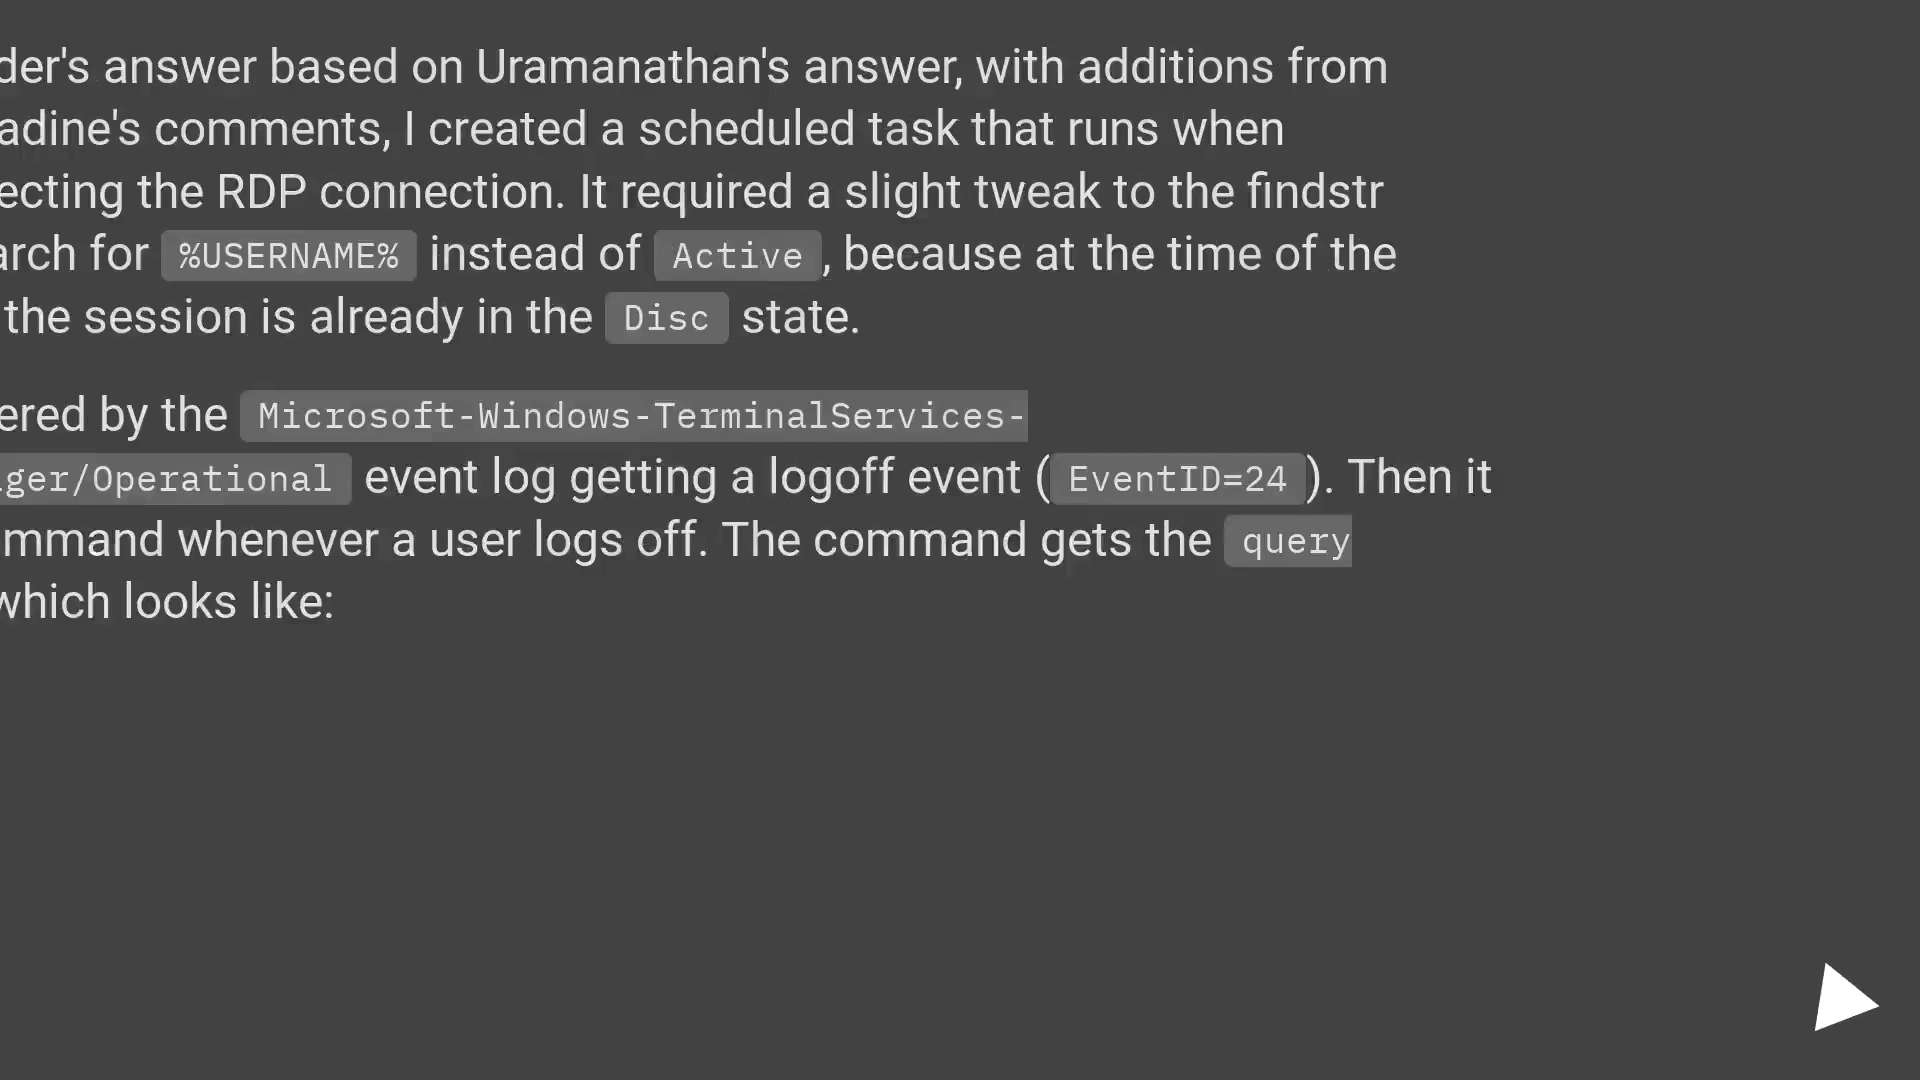 der's answer based on Uramanathan's answer, with additions from
adine's comments, I created a scheduled task that runs when
ecting the RDP connection. It required a slight tweak to the findstr
arch for %USERNAME% instead of Active, because at the time of the
the session is already in the Disc state.
ered by the Microsoft-Windows-TerminalServices-
ger/Operational event log getting a logoff event (EventID=24). Then it
mmand whenever a user logs off. The command gets the query
which looks like: